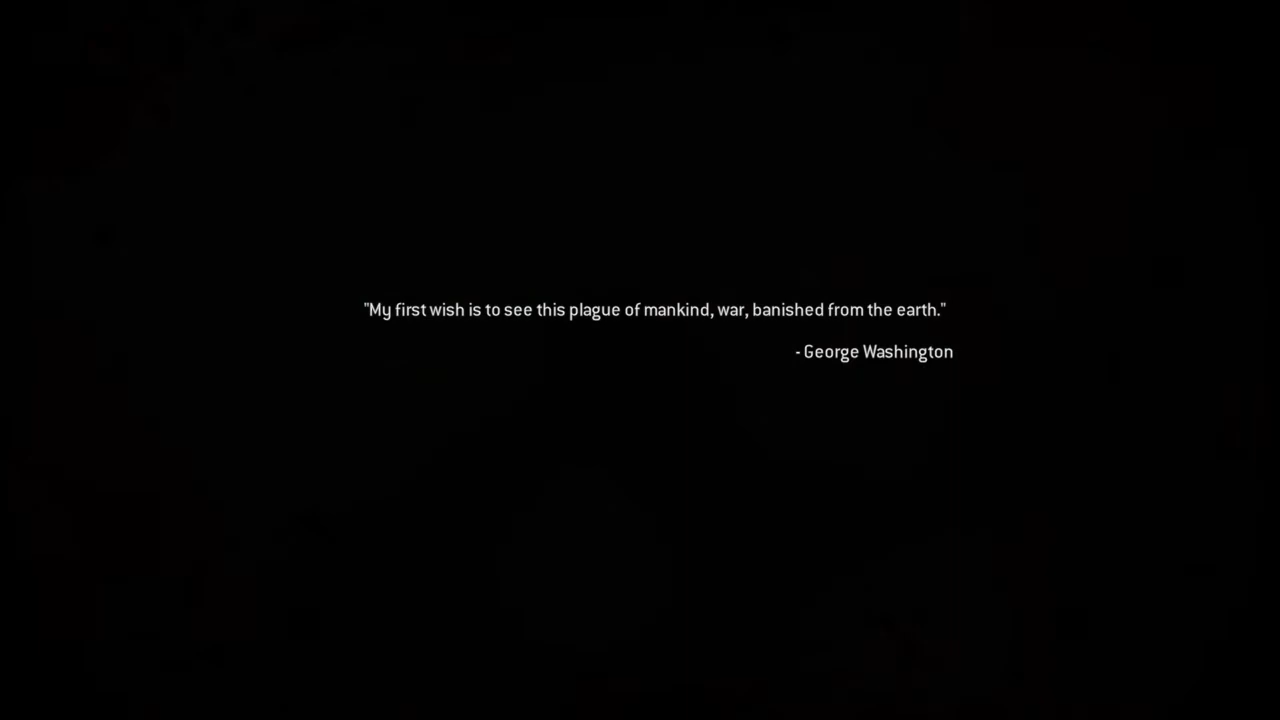 "My first wish is to see this plague of mankind, war, banished from the earth."
- George Washington